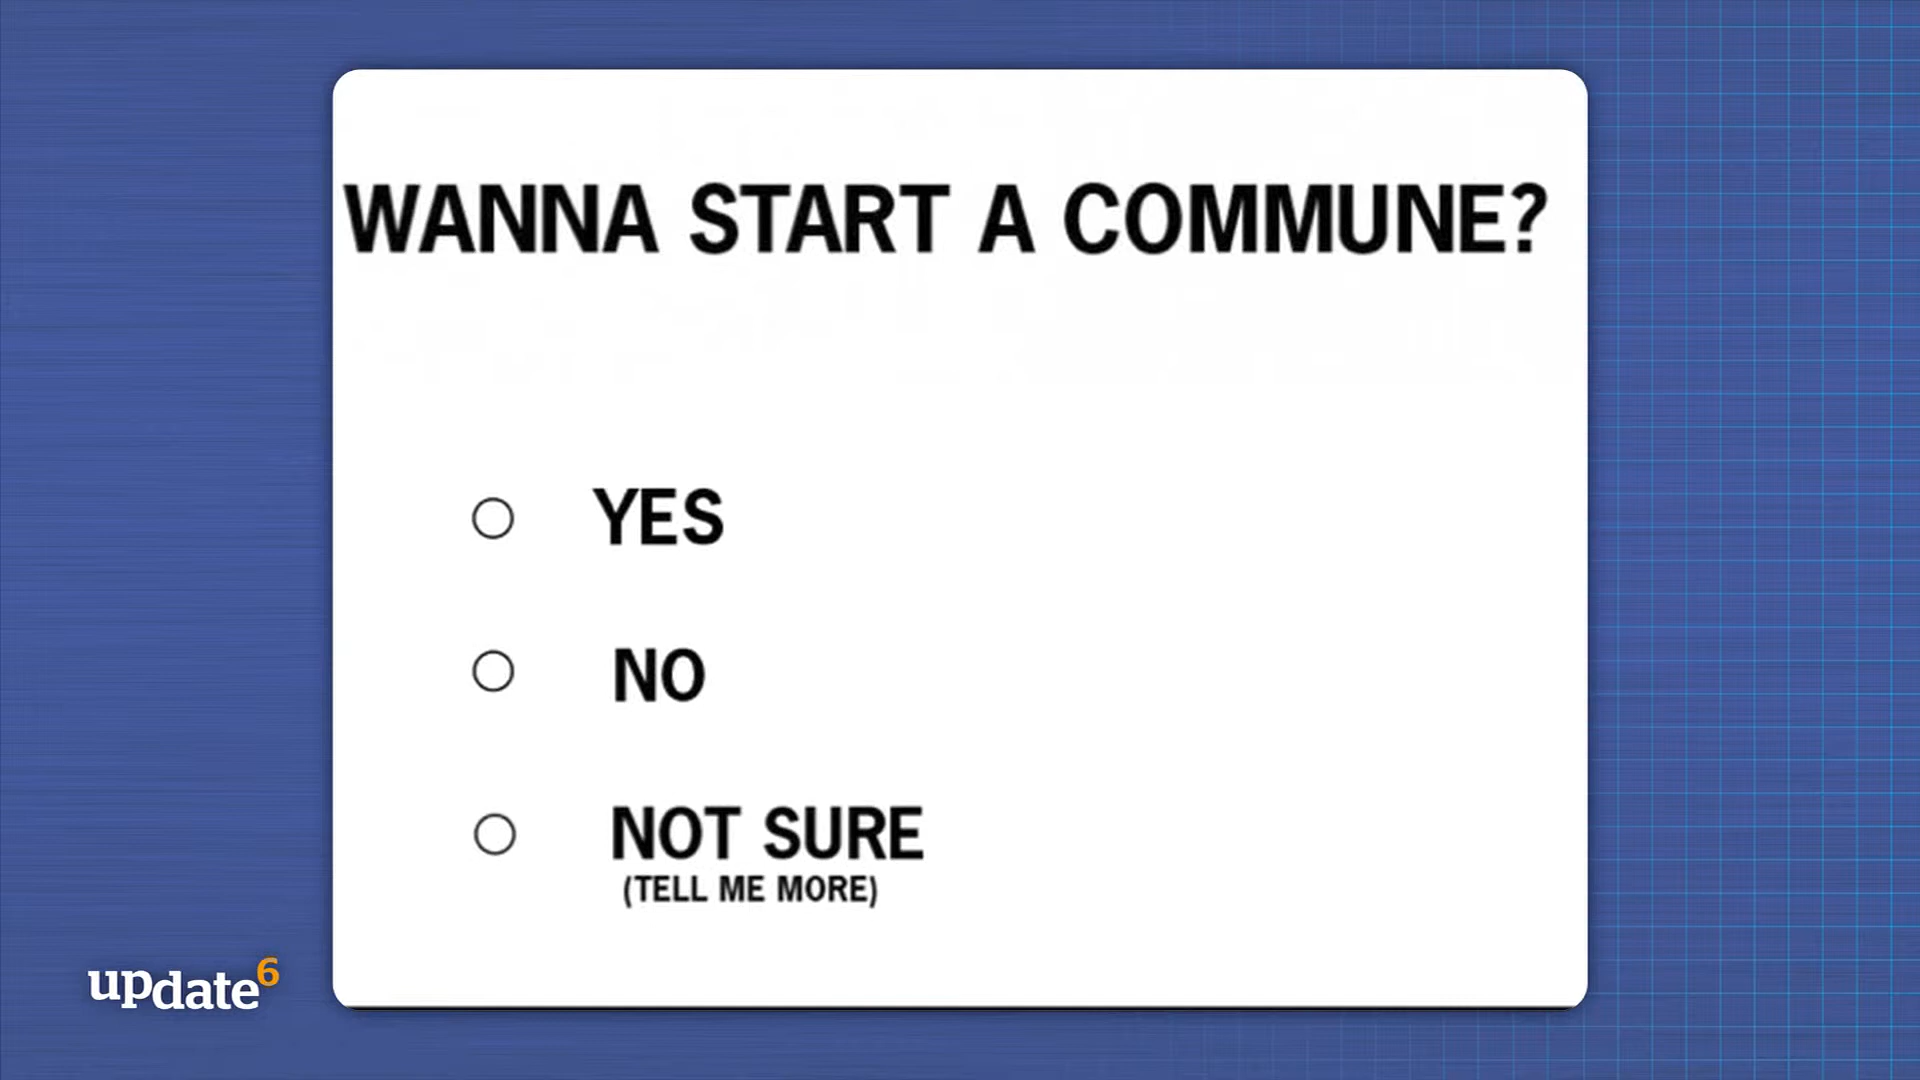 WANNA START A COMMUNE?
YES
NO
NOT SURE
(TELL ME MORE)
update6